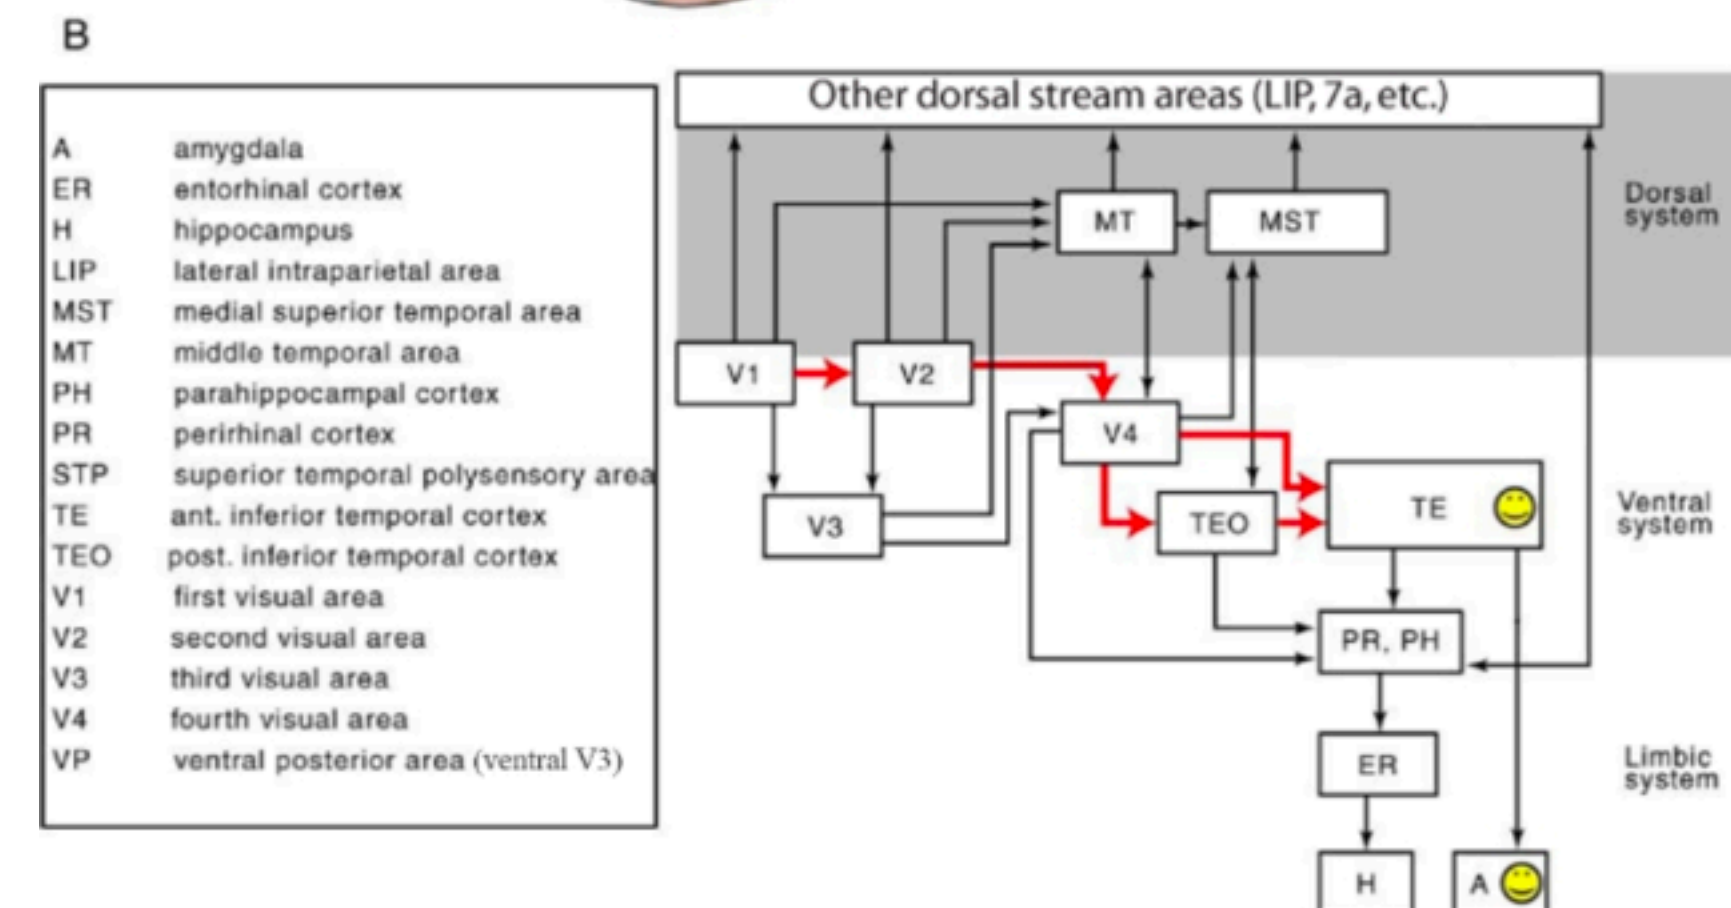 B
A amygdala
ER entorhinal cortex
H hippocampus
LIP lateral intraparietal area
MST medial superior temporal area
MT middle temporal area
PH parahippocampal cortex
PR perirhinal cortex
STP superior temporal polysensory area
TE ant. inferior temporal cortex
TEO post. inferior temporal cortex
V1 first visual area
V2 second visual area
V3 third visual area
V4 fourth visual area
VP ventral posterior area (ventral V3)
Other dorsal stream areas (LIP, 7a, etc.)
Dorsal
system
MT
MST
V1
V2
V4
V3
TEO
TE
Ventral
system
PR, PH
ER
Limbic
system
H
A